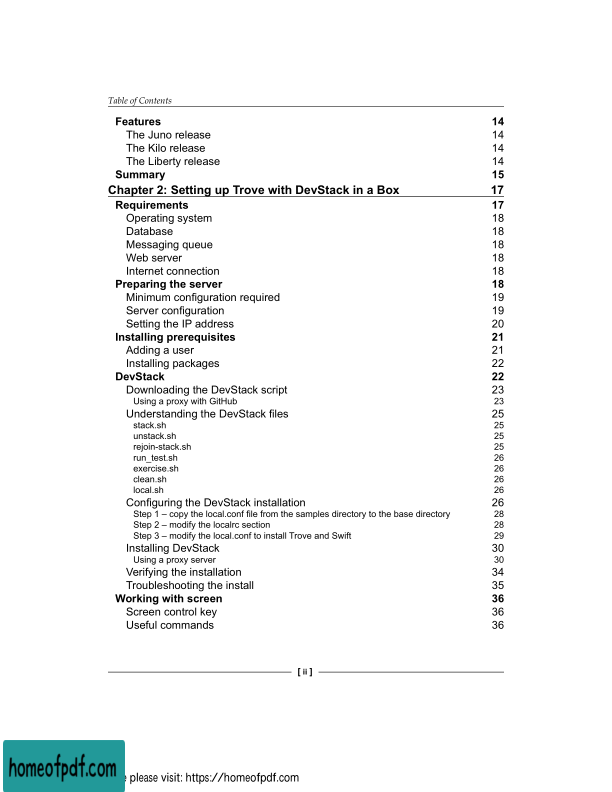 Table of Contents
Features 14
The Juno release 14
The Kilo release 14
The Liberty release 14
Summary 15
Chapter 2: Setting up Trove with DevStack in a Box 17
Requirements 17
Operating system 18
Database 18
Messaging queue 18
Web server 18
Internet connection 18
Preparing the server 18
Minimum configuration required 19
Server configuration 19
Setting the IP address 20
Installing prerequisites 21
Adding a user 21
Installing packages 22
DevStack 22
Downloading the DevStack script 23
Using a proxy with GitHub 23
Understanding the DevStack files 25
stack.sh 25
unstack.sh 25
rejoin-stack.sh 25
run_test.sh 26
exercise.sh 26
clean.sh 26
local.sh 26
Configuring the DevStack installation 26
Step 1 – copy the local.conf file from the samples directory to the base directory 28
Step 2 – modify the localrc section 28
Step 3 – modify the local.conf to install Trove and Swift 29
Installing DevStack 30
Using a proxy server 30
Verifying the installation 34
Troubleshooting the install 35
Working with screen 36
Screen control key 36
Useful commands 36
[ ii ]
homeofpdf.com
please visit: https://homeofpdf.com